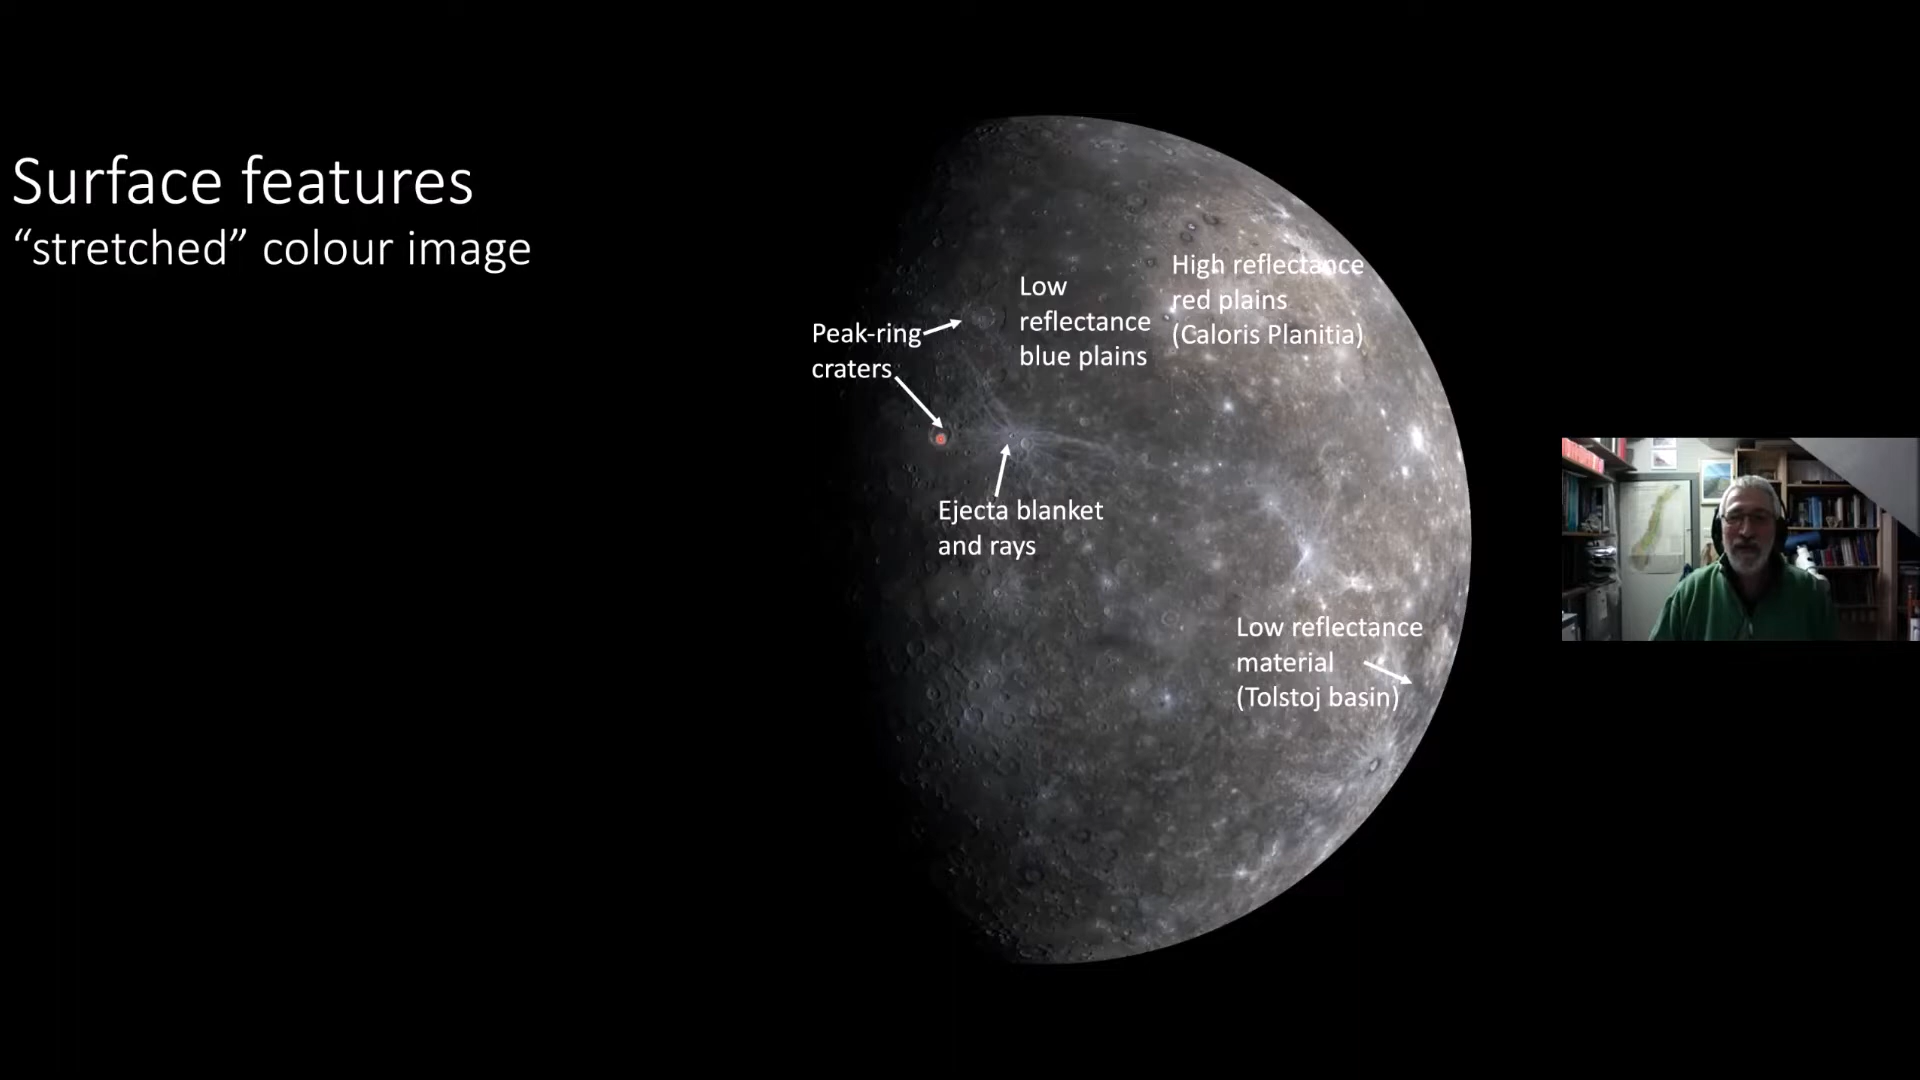 Surface features
“stretched” colour image
Peak-ring
craters
Low
reflectance
blue plains
High reflectance
red plains
(Caloris Planitia)
Ejecta blanket
and rays
Low reflectance
material
(Tolstoj basin)